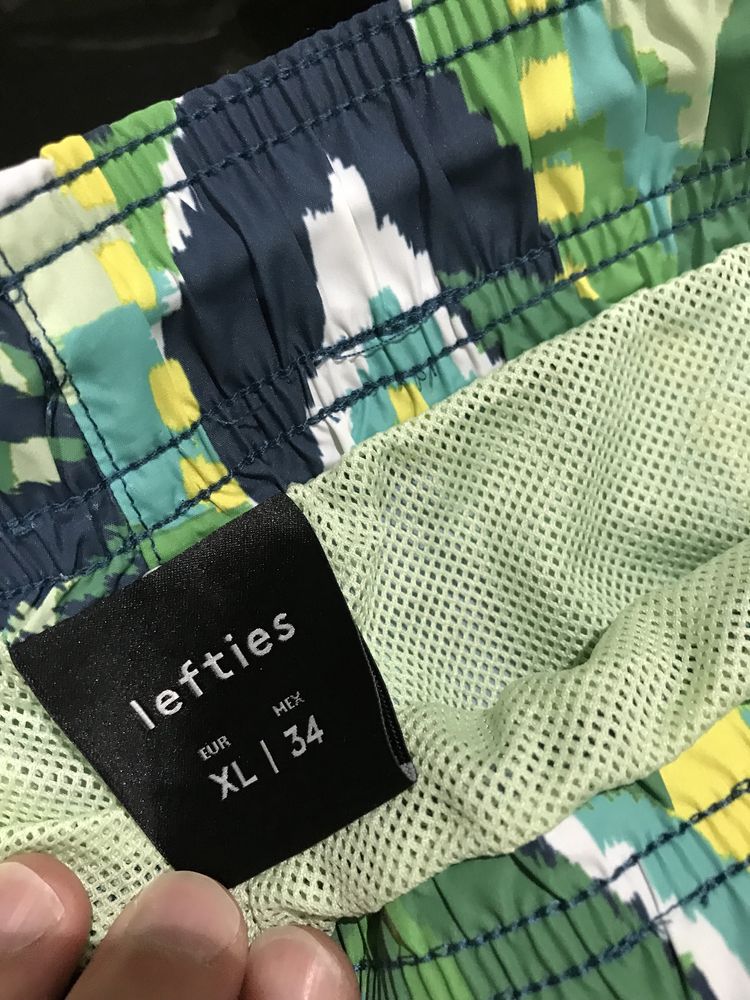 lefties
EUR MEX
XL | 34